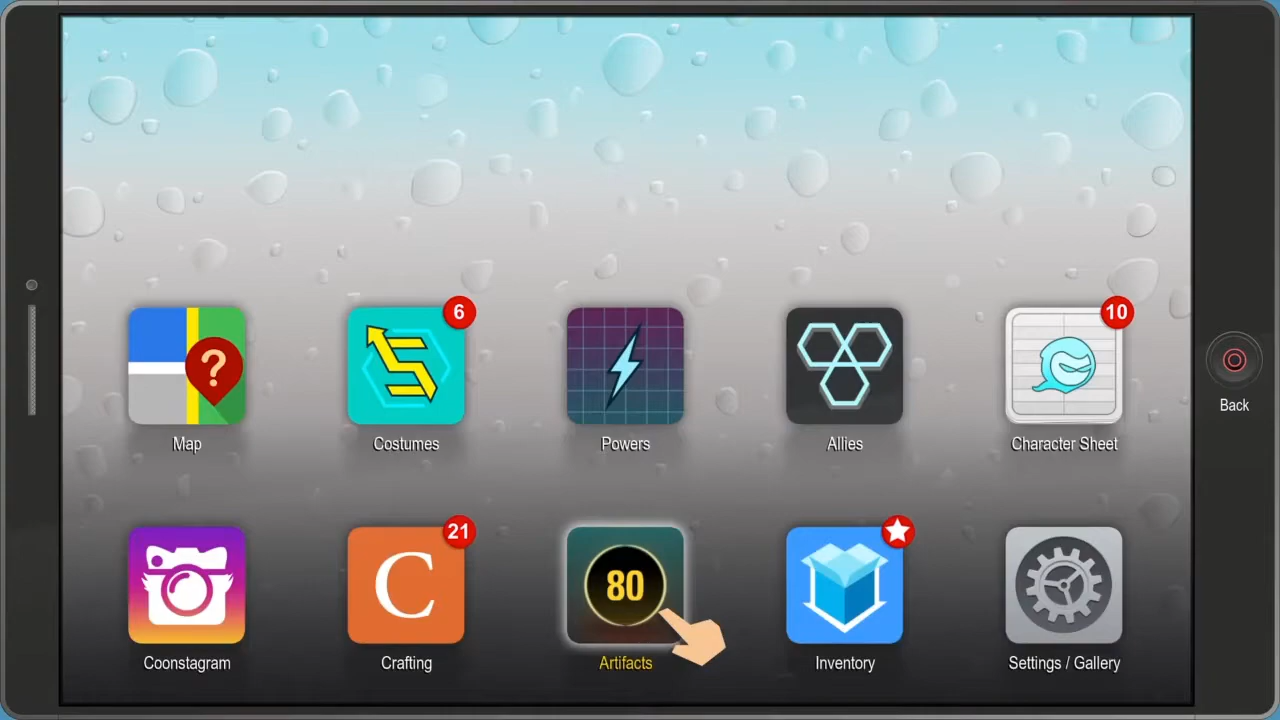 6
10
?
Map
Costumes
Powers
Allies
Character Sheet
Back
21
C
80
Coonstagram
Crafting
Artifacts
Inventory
Settings / Gallery